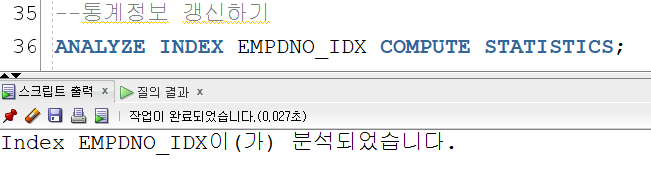 35 --통계정보 갱신하기
36 ANALYZE INDEX EMPDNO_IDX COMPUTE STATISTICS;
스크립트 출력 x 질의 결과 x
작업이 완료되었습니다.(0,027초)
Index EMPDNO_IDX이(가) 분석되었습니다.